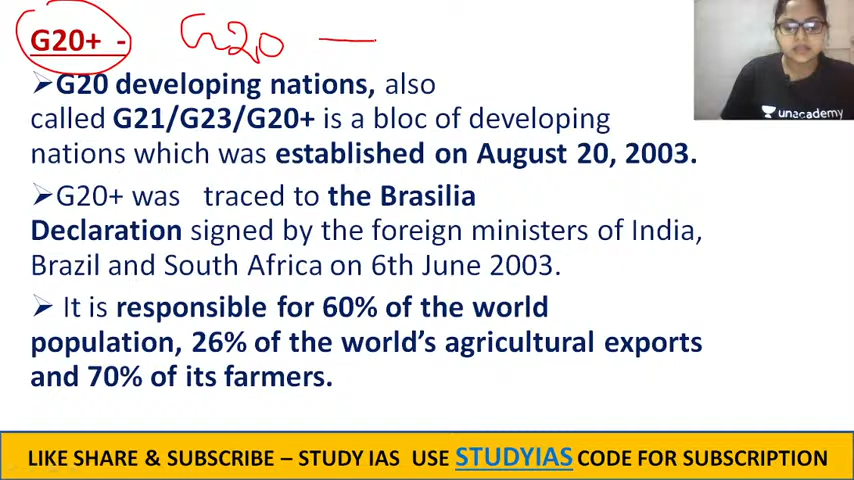 G20+ - G20 —
➢G20 developing nations, also
called G21/G23/G20+ is a bloc of developing
nations which was established on August 20, 2003.
➢G20+ was traced to the Brasilia
Declaration signed by the foreign ministers of India,
Brazil and South Africa on 6th June 2003.
➢ It is responsible for 60% of the world
population, 26% of the world's agricultural exports
and 70% of its farmers.
unacademy
LIKE SHARE & SUBSCRIBE – STUDY IAS USE STUDYIAS CODE FOR SUBSCRIPTION